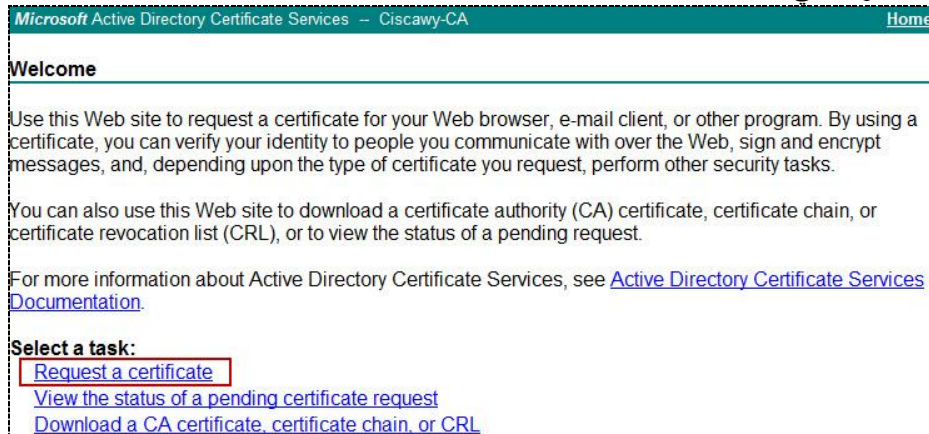 Microsoft Active Directory Certificate Services -- Ciscawy-CA Home
Welcome
Use this Web site to request a certificate for your Web browser, e-mail client, or other program. By using a
certificate, you can verify your identity to people you communicate with over the Web, sign and encrypt
messages, and, depending upon the type of certificate you request, perform other security tasks.
You can also use this Web site to download a certificate authority (CA) certificate, certificate chain, or
certificate revocation list (CRL), or to view the status of a pending request.
For more information about Active Directory Certificate Services, see Active Directory Certificate Services
Documentation.
Select a task:
Request a certificate
View the status of a pending certificate request
Download a CA certificate, certificate chain, or CRL